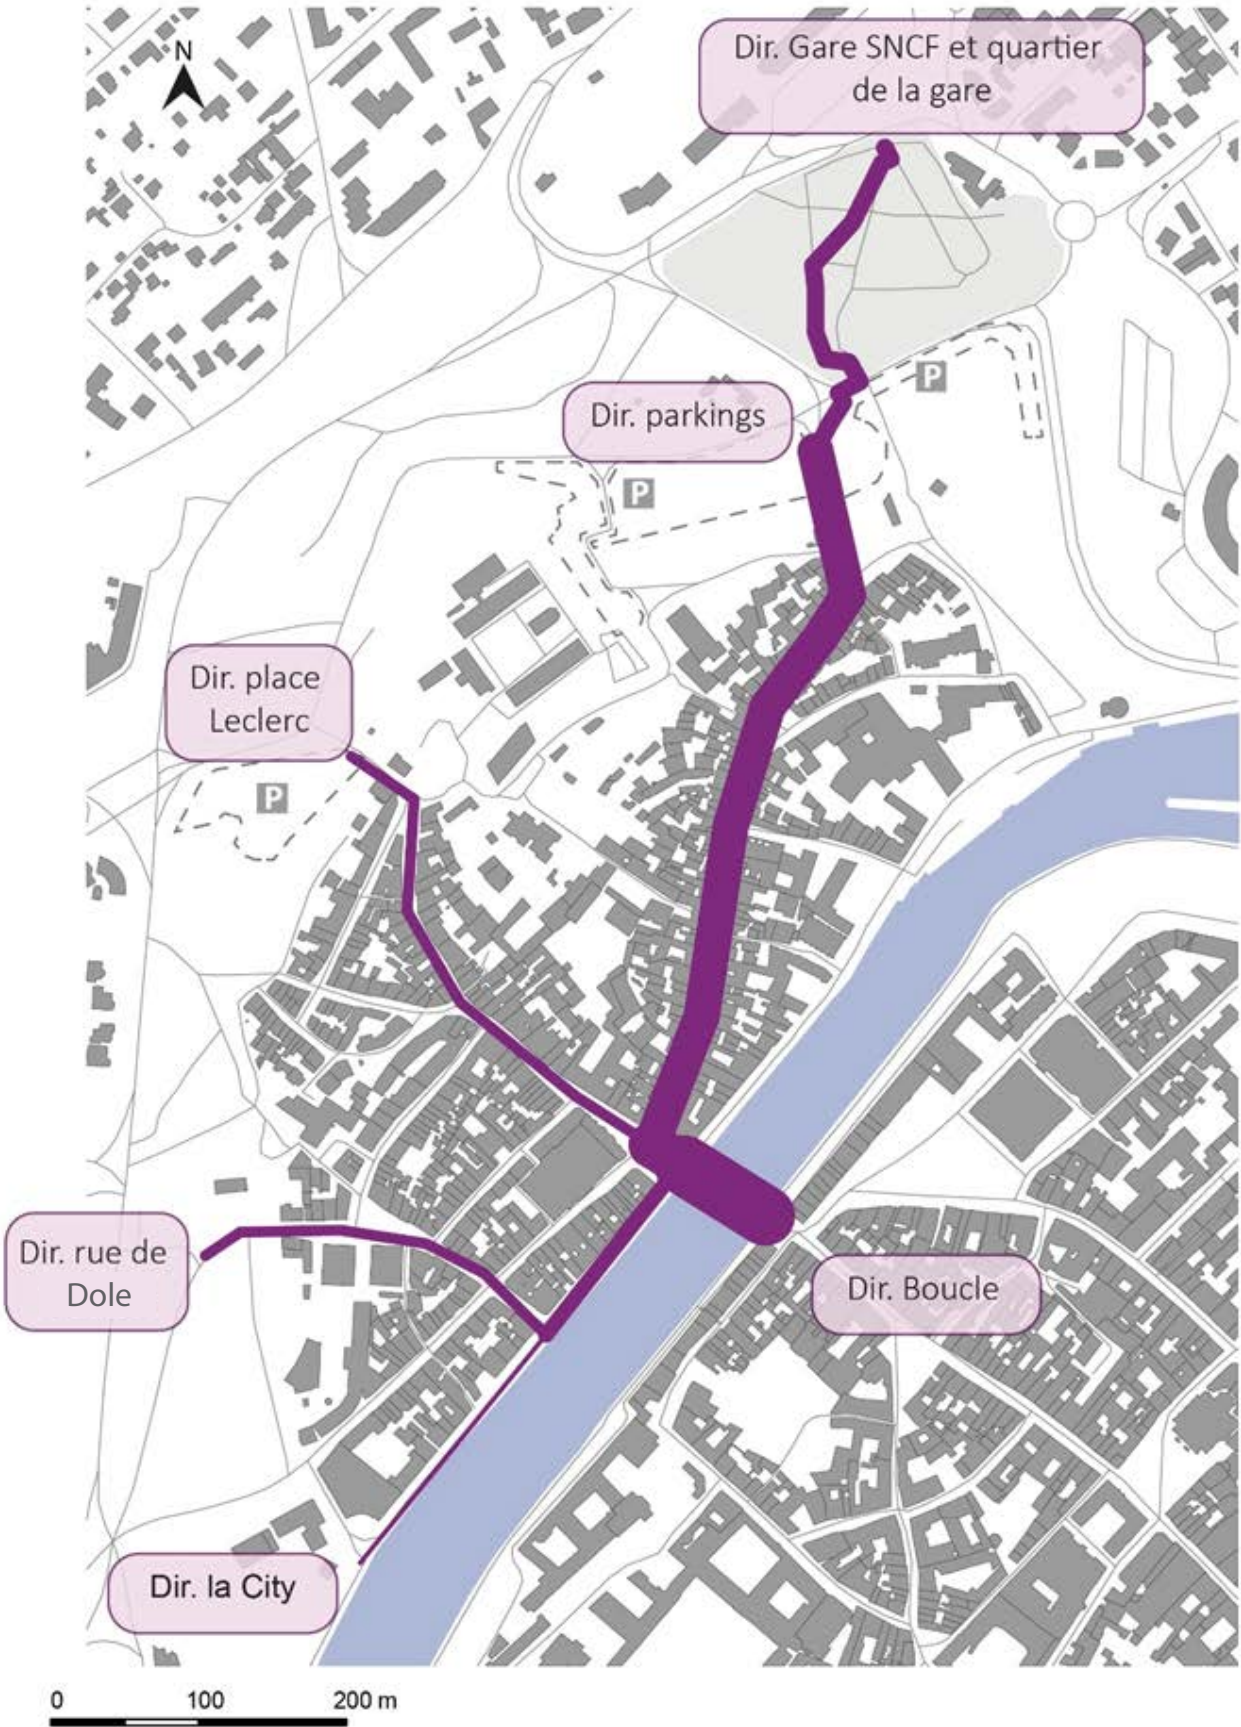 Dir. Gare SNCF et quartier
de la gare
N
P
Dir. parkings
P
Dir. place
Leclerc
P
Dir. rue de
Dole
Dir. Boucle
Dir. la City
0 100 200 m